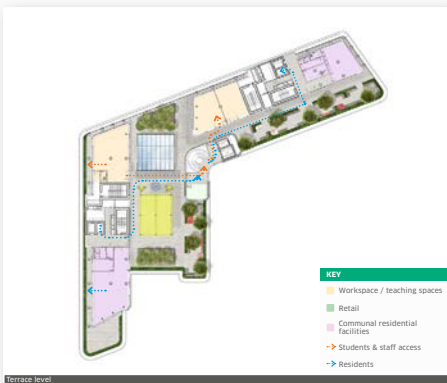 KEY
Workspace / teaching spaces
Retail
Communal residential
facilities
Students & staff access
Residents
Terrace level